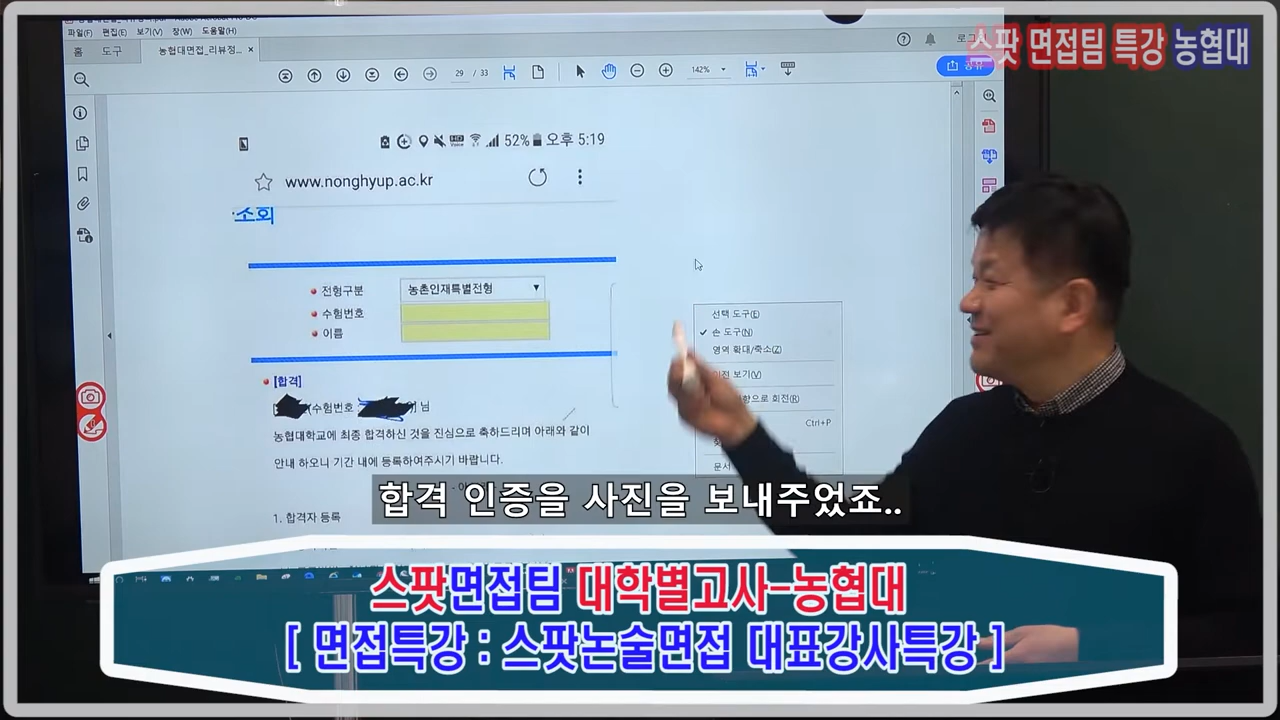 파일(F) 편집(E) 보기(V) 창(W) 도움말(H)
홈 도구 농협대면접_리뷰정... ×
스팟 면접팀 특강 농협대
29 / 33
142%
52% 오후 5:19
www.nonghyup.ac.kr
전형구분 농촌인재특별전형 ▼
수험번호
이름
선택 도구(E)
손 도구(N)
영역 확대/축소(Z)
보기(V)
회전(R)
Ctrl+P
[합격]
수험번호 님
농협대학교에 최종 합격하신 것을 진심으로 축하드리며 아래와 같이
안내 하오니 기간 내에 등록하여주시기 바랍니다.
1. 합격자 등록
합격 인증을 사진을 보내주었죠..
스팟면접팀 대학별고사-농협대
[ 면접특강 : 스팟논술면접 대표강사특강 ]